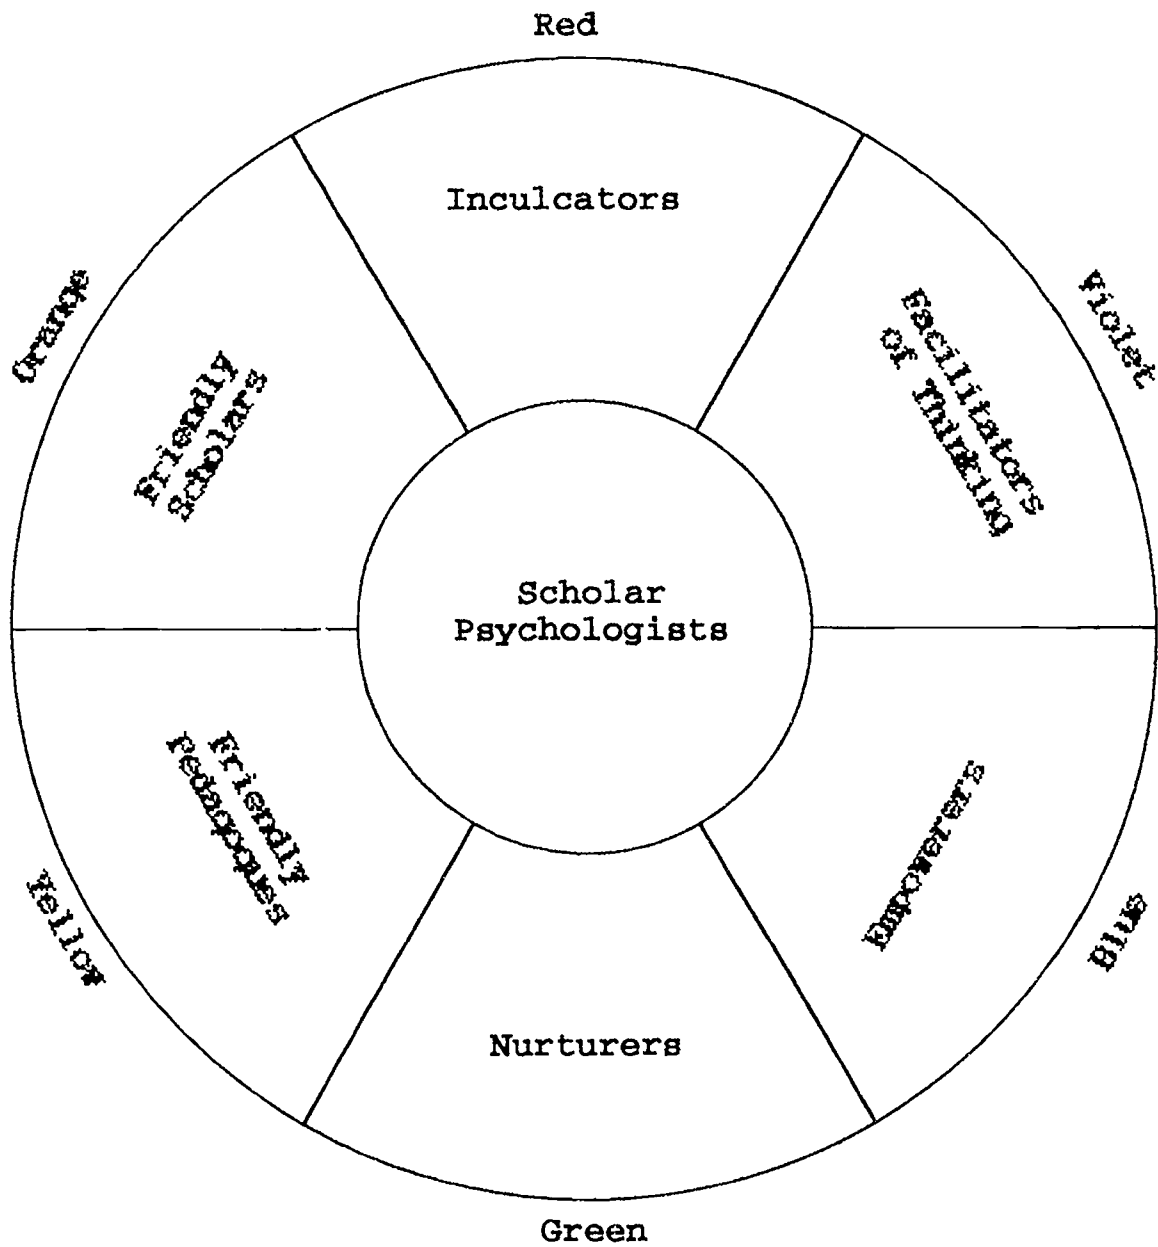 Red
Inculcators
Orange
Violet
Friendly
Scholars
Facilitators
of Thinking
Scholar
Psychologists
Friendly
Pedagogues
Empowerers
Yellow
Blue
Nurturers
Green